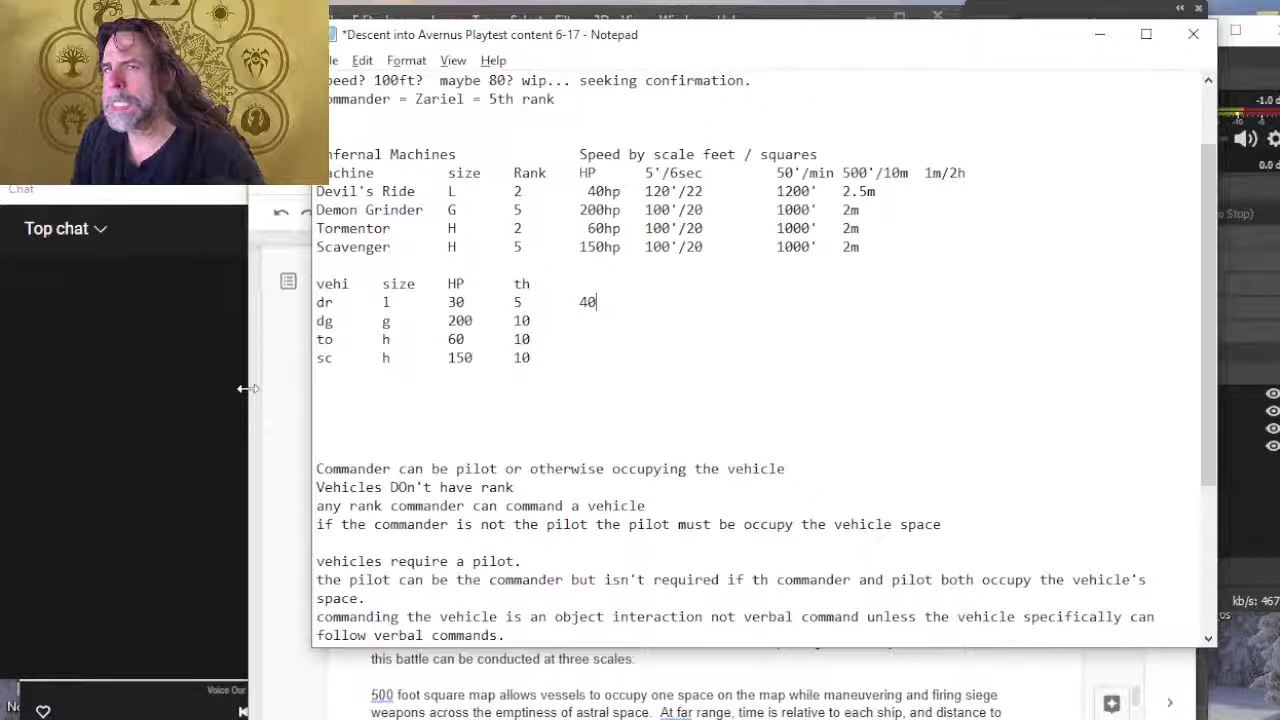 *Descent into Avernus Playtest content 6-17 - Notepad
Edit Format View Help
peed? 100ft? maybe 80? wip... seeking confirmation.
ommander = Zariel = 5th rank
nfernal Machines Speed by scale feet / squares
achine size Rank HP 5'/6sec 50'/min 500'/10m 1m/2h
Devil's Ride L 2 40hp 120'/22 1200' 2.5m
Demon Grinder G 5 200hp 100'/20 1000' 2m
Tormentor H 2 60hp 100'/20 1000' 2m
Scavenger H 5 150hp 100'/20 1000' 2m
vehi size HP th
dr l 30 5 40
dg g 200 10
to h 60 10
sc h 150 10
Commander can be pilot or otherwise occupying the vehicle
Vehicles DOn't have rank
any rank commander can command a vehicle
if the commander is not the pilot the pilot must be occupy the vehicle space
vehicles require a pilot.
the pilot can be the commander but isn't required if th commander and pilot both occupy the vehicle's
space.
commanding the vehicle is an object interaction not verbal command unless the vehicle specifically can
follow verbal commands.
this battle can be conducted at three scales:
500 foot square map allows vessels to occupy one space on the map while maneuvering and firing siege
weapons across the emptiness of astral space. At far range, time is relative to each ship, and distance to
Chat
Top chat
Voice Our
-1.0 d
0.0 d
Stop)
kb/s: 467